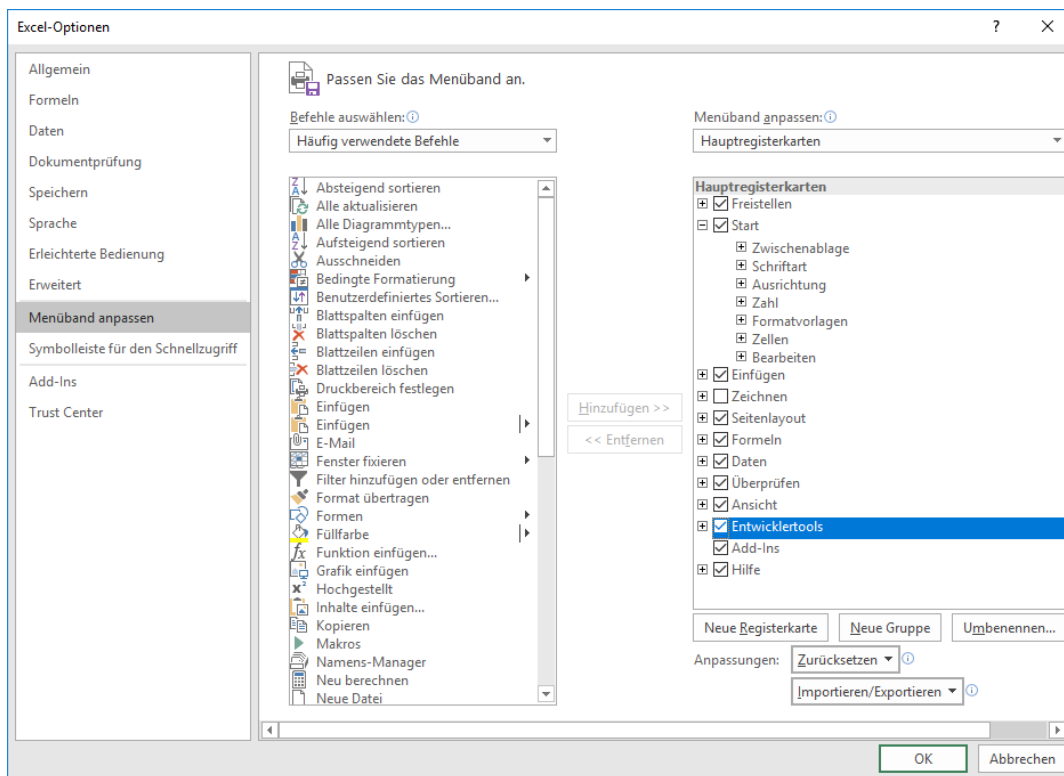 Excel-Optionen
?
Allgemein
Formeln
Daten
Dokumentprüfung
Speichern
Sprache
Erleichterte Bedienung
Erweitert
Menüband anpassen
Symbolleiste für den Schnellzugriff
Add-Ins
Trust Center
Passen Sie das Menüband an.
Befehle auswählen:
Häufig verwendete Befehle
Absteigend sortieren
Alle aktualisieren
Alle Diagrammtypen...
Aufsteigend sortieren
Ausschneiden
Bedingte Formatierung
Benutzerdefiniertes Sortieren...
Blattspalten einfügen
Blattspalten löschen
Blattzeilen einfügen
Blattzeilen löschen
Druckbereich festlegen
Einfügen
Einfügen
E-Mail
Fenster fixieren
Filter hinzufügen oder entfernen
Format übertragen
Formen
Füllfarbe
Funktion einfügen...
Grafik einfügen
Hochgestellt
Inhalte einfügen...
Kopieren
Makros
Namens-Manager
Neu berechnen
Neue Datei
Hinzufügen >>
<< Entfernen
Menüband anpassen:
Hauptregisterkarten
Hauptregisterkarten
Freistellen
Start
Zwischenablage
Schriftart
Ausrichtung
Zahl
Formatvorlagen
Zellen
Bearbeiten
Einfügen
Zeichnen
Seitenlayout
Formeln
Daten
Überprüfen
Ansicht
Entwicklertools
Add-Ins
Hilfe
Neue Registerkarte Neue Gruppe Umbenennen...
Anpassungen: Zurücksetzen
Importieren/Exportieren
OK Abbrechen